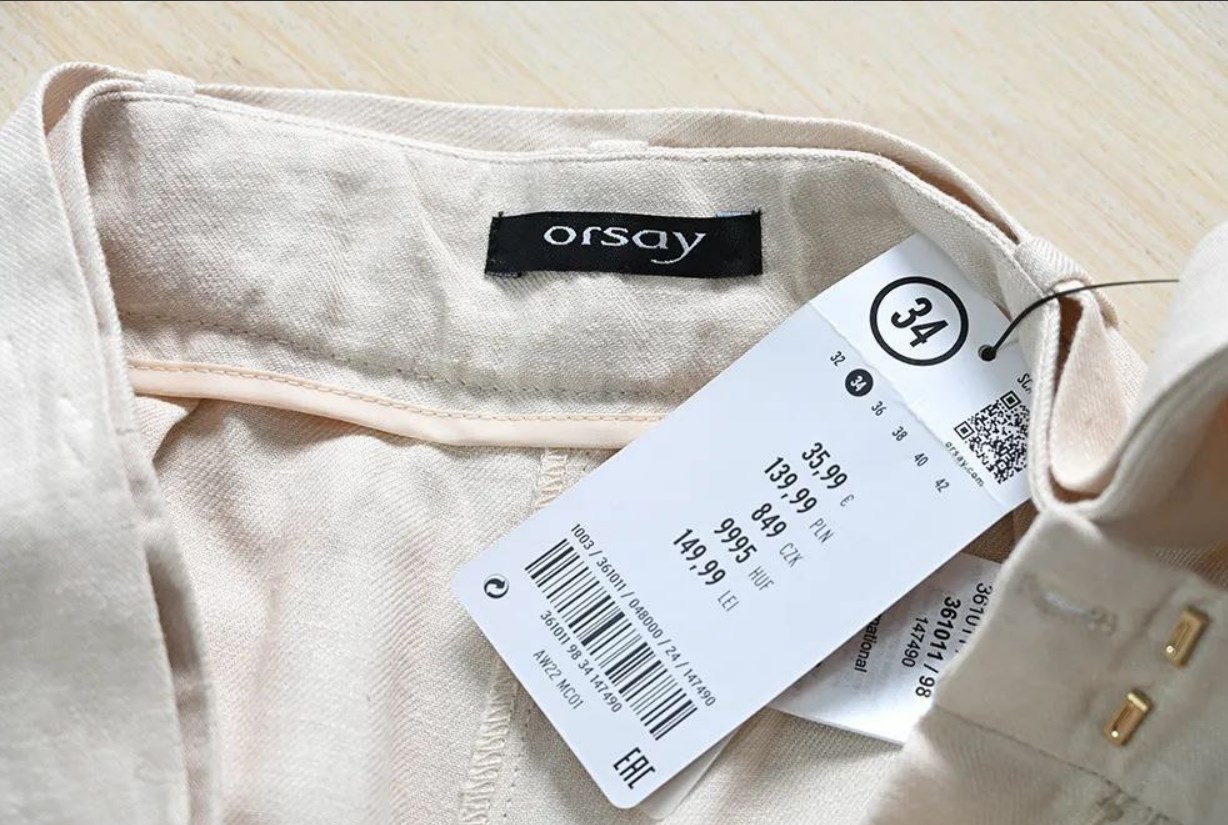 orsay
34
32 34 36 38 40 42
orsay.com
35,99 €
139,99 PLN
849 CZK
9995 HUF
149,99 LEI
1003 / 361011 / 048000 / 24 / 147490
361011 98 34 147490
AW22 MC01
EAC
361011 / 98
147490